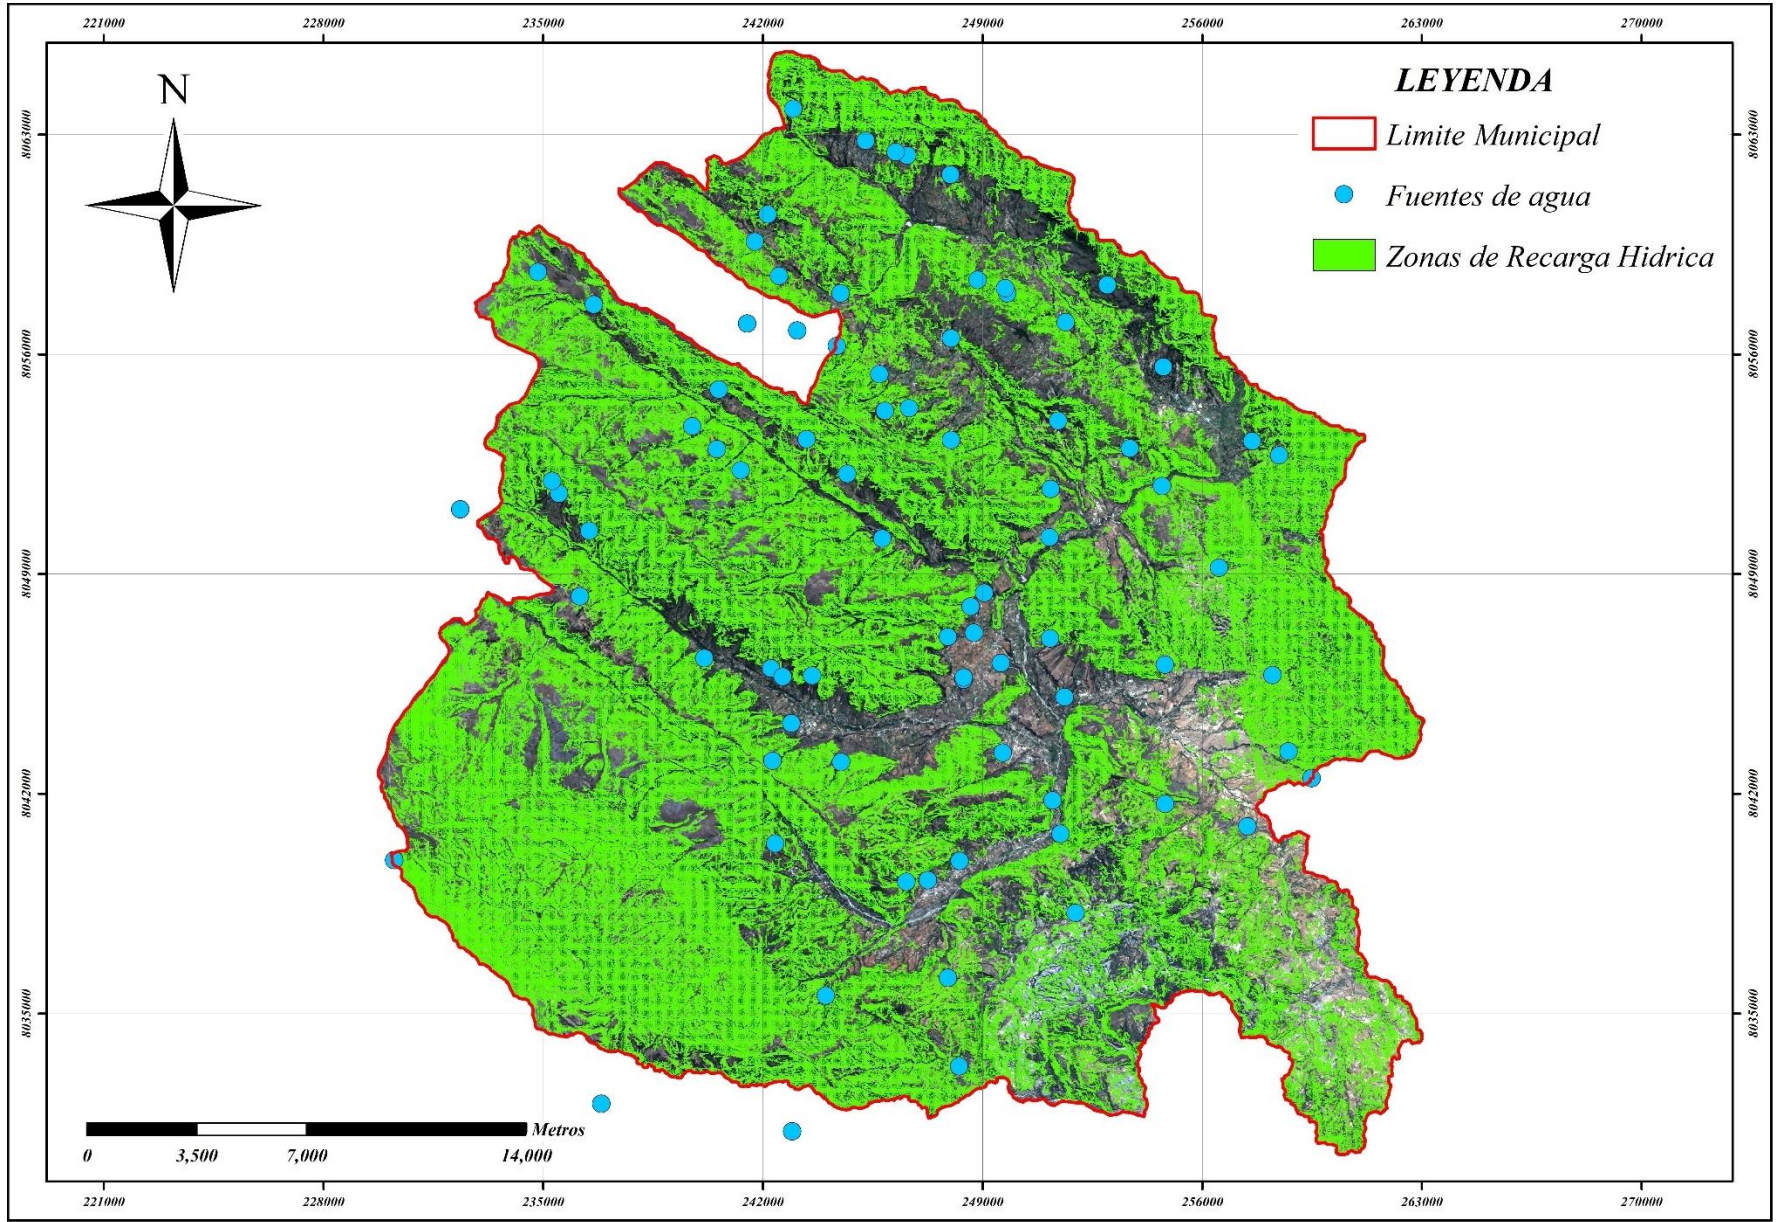 221000 228000 235000 242000 249000 256000 263000 270000
N
LEYENDA
Limite Municipal
Fuentes de agua
Zonas de Recarga Hidrica
8063000 8063000
8056000 8056000
8049000 8049000
8042000 8042000
8035000 8035000
Metros
0 3,500 7,000 14,000
221000 228000 235000 242000 249000 256000 263000 270000